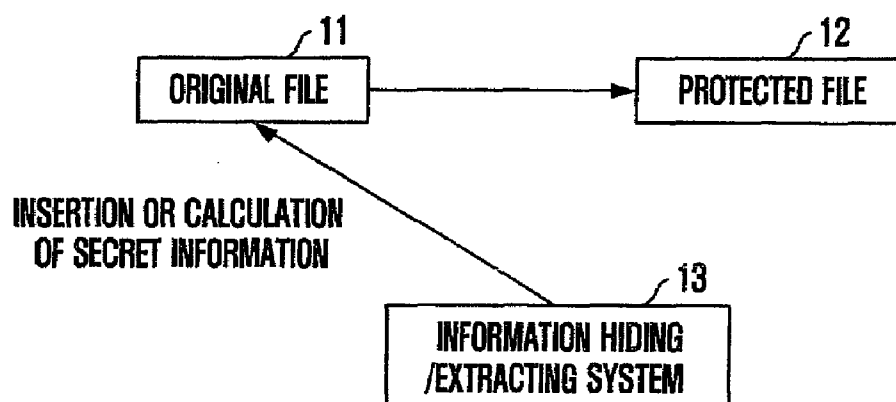 11
12
ORIGINAL FILE
PROTECTED FILE
INSERTION OR CALCULATION
OF SECRET INFORMATION
13
INFORMATION HIDING
/EXTRACTING SYSTEM